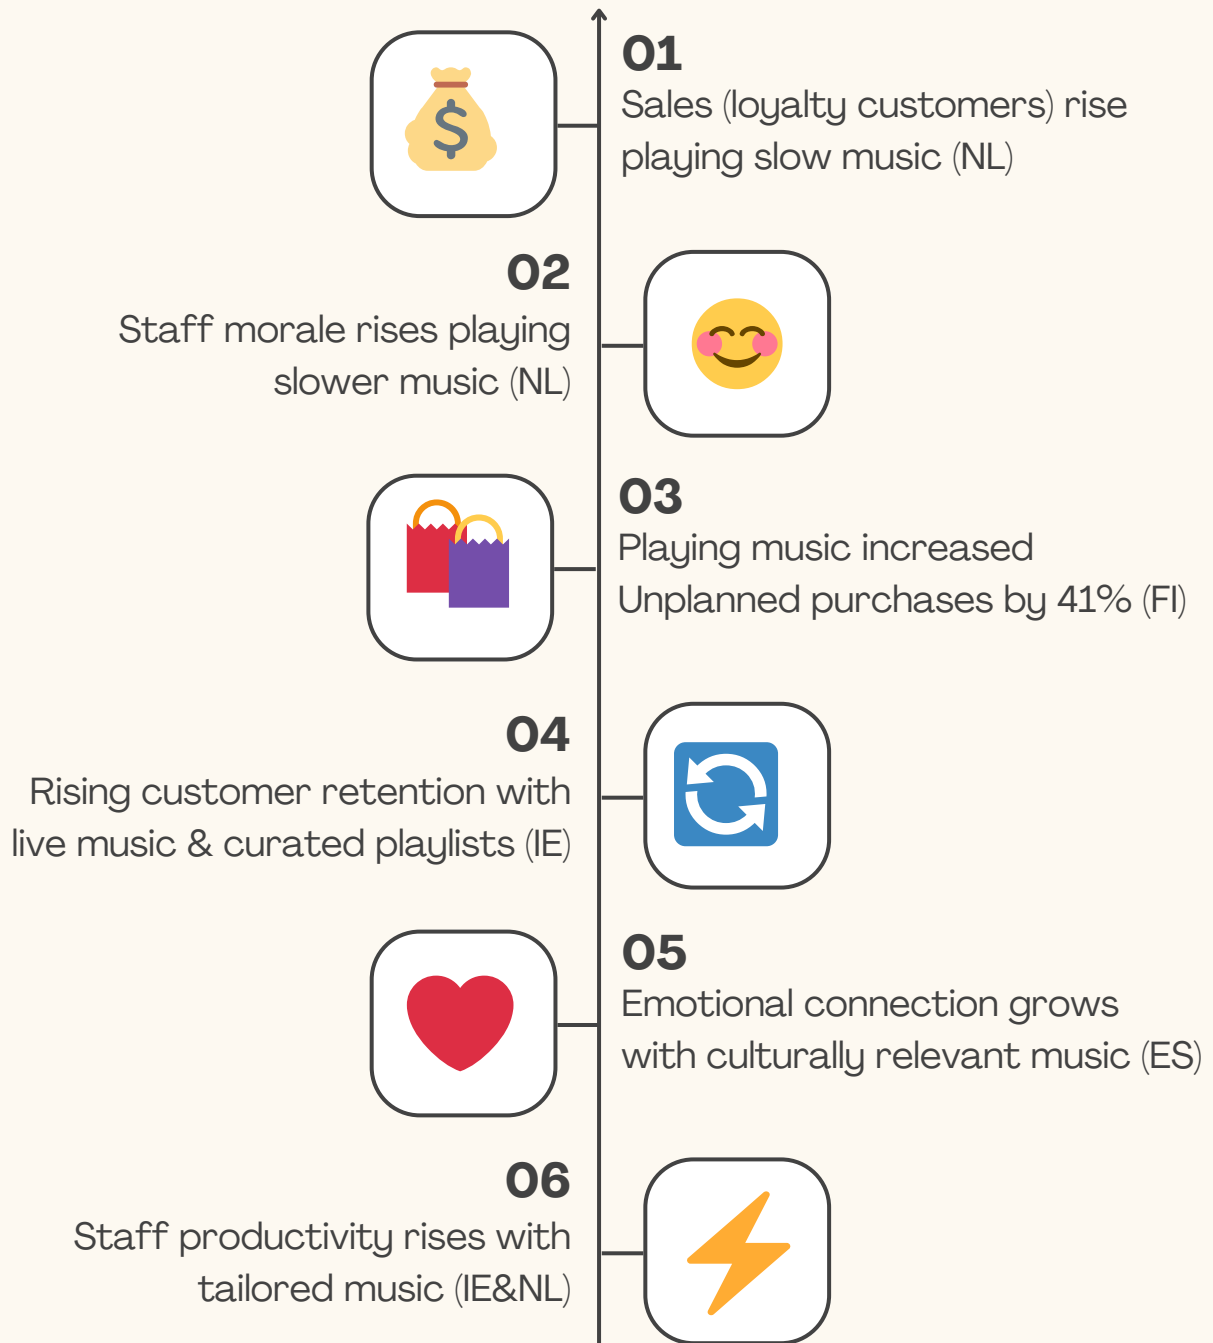 01
Sales (loyalty customers) rise
playing slow music (NL)
02
Staff morale rises playing
slower music (NL)
03
Playing music increased
Unplanned purchases by 41% (FI)
04
Rising customer retention with
live music & curated playlists (IE)
05
Emotional connection grows
with culturally relevant music (ES)
06
Staff productivity rises with
tailored music (IE&NL)